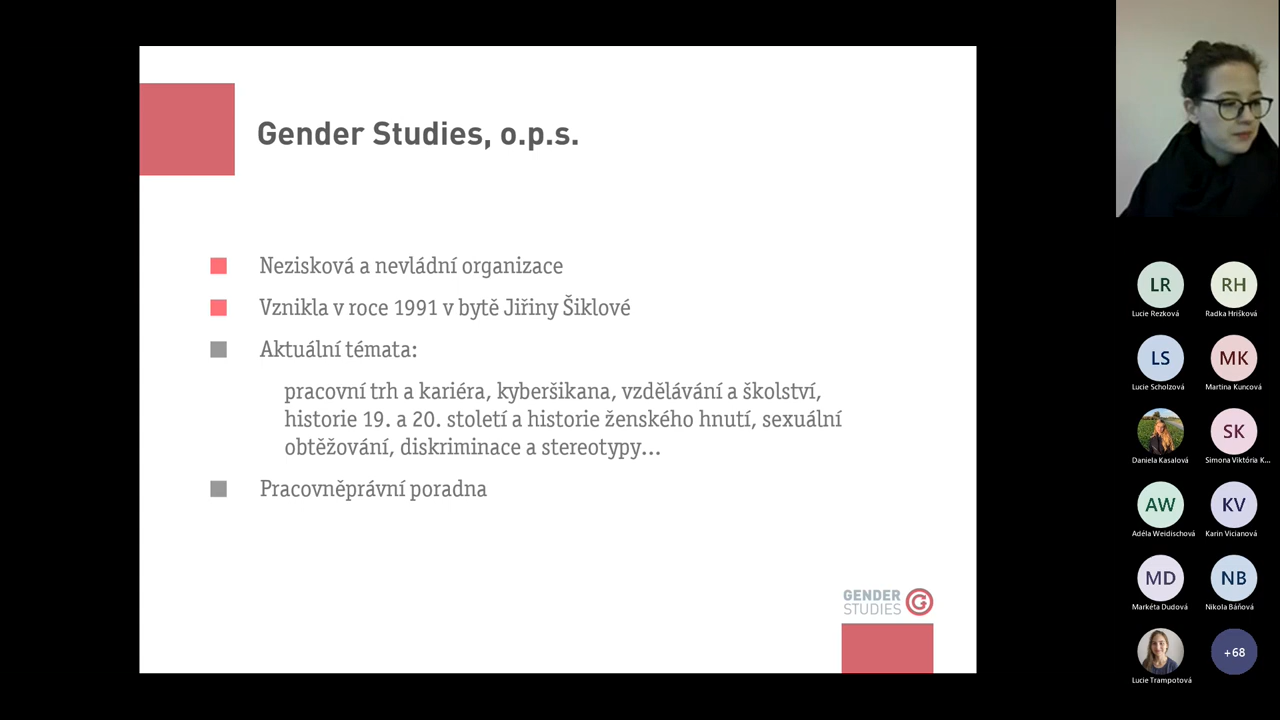 Gender Studies, o.p.s.
Nezisková a nevládní organizace
Vznikla v roce 1991 v bytě Jiřiny Šiklové
Aktuální témata:
pracovní trh a kariéra, kyberšikana, vzdělávání a školství,
historie 19. a 20. století a historie ženského hnutí, sexuální
obtěžování, diskriminace a stereotypy...
Pracovněprávní poradna
GENDER
STUDIES
G
LR
RH
Lucie Rezková
Radka Hrišková
LS
MK
Lucie Scholzová
Martina Kuncová
SK
Daniela Kasalová
Simona Viktória K...
AW
KV
Adéla Weidischová
Karin Vicianová
MD
NB
Markéta Dudová
Nikola Báňová
+68
Lucie Trampotová